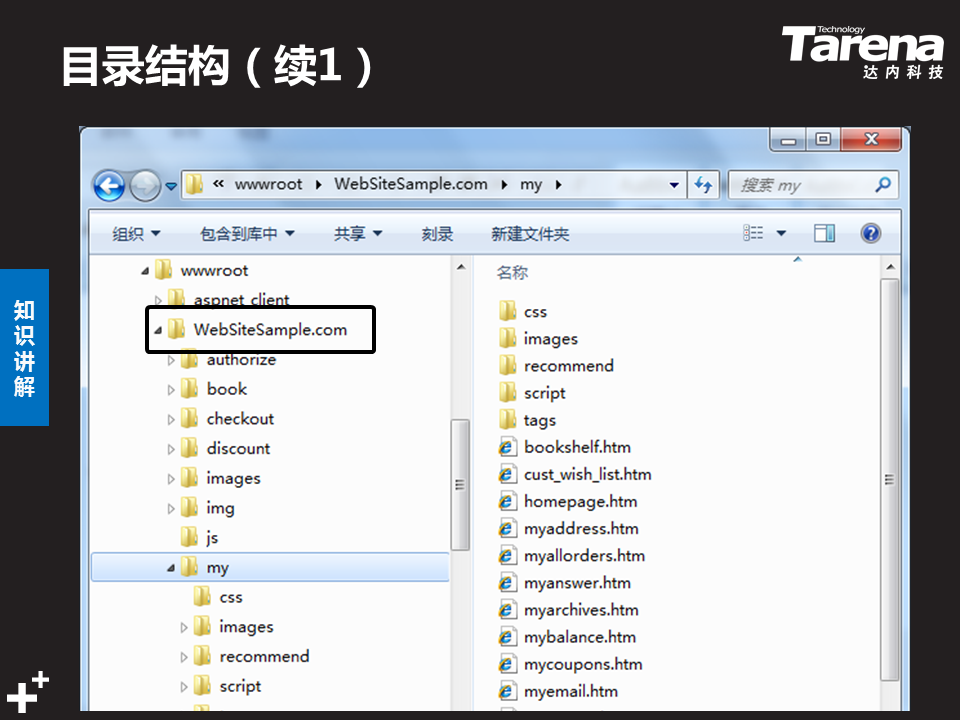 目录结构（续1）
Technology
Tarena
达内科技
« wwwroot WebSiteSample.com my
搜索 my
组织 包含到库中 共享 刻录 新建文件夹
wwwroot
aspnet_client
WebSiteSample.com
authorize
book
checkout
discount
images
img
js
my
css
images
recommend
script
名称
css
images
recommend
script
tags
bookshelf.htm
cust_wish_list.htm
homepage.htm
myaddress.htm
myallorders.htm
myanswer.htm
myarchives.htm
mybalance.htm
mycoupons.htm
myemail.htm
知
识
讲
解